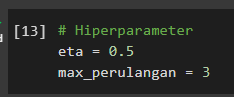 [13] # Hiperparameter
eta = 0.5
max_perulangan = 3